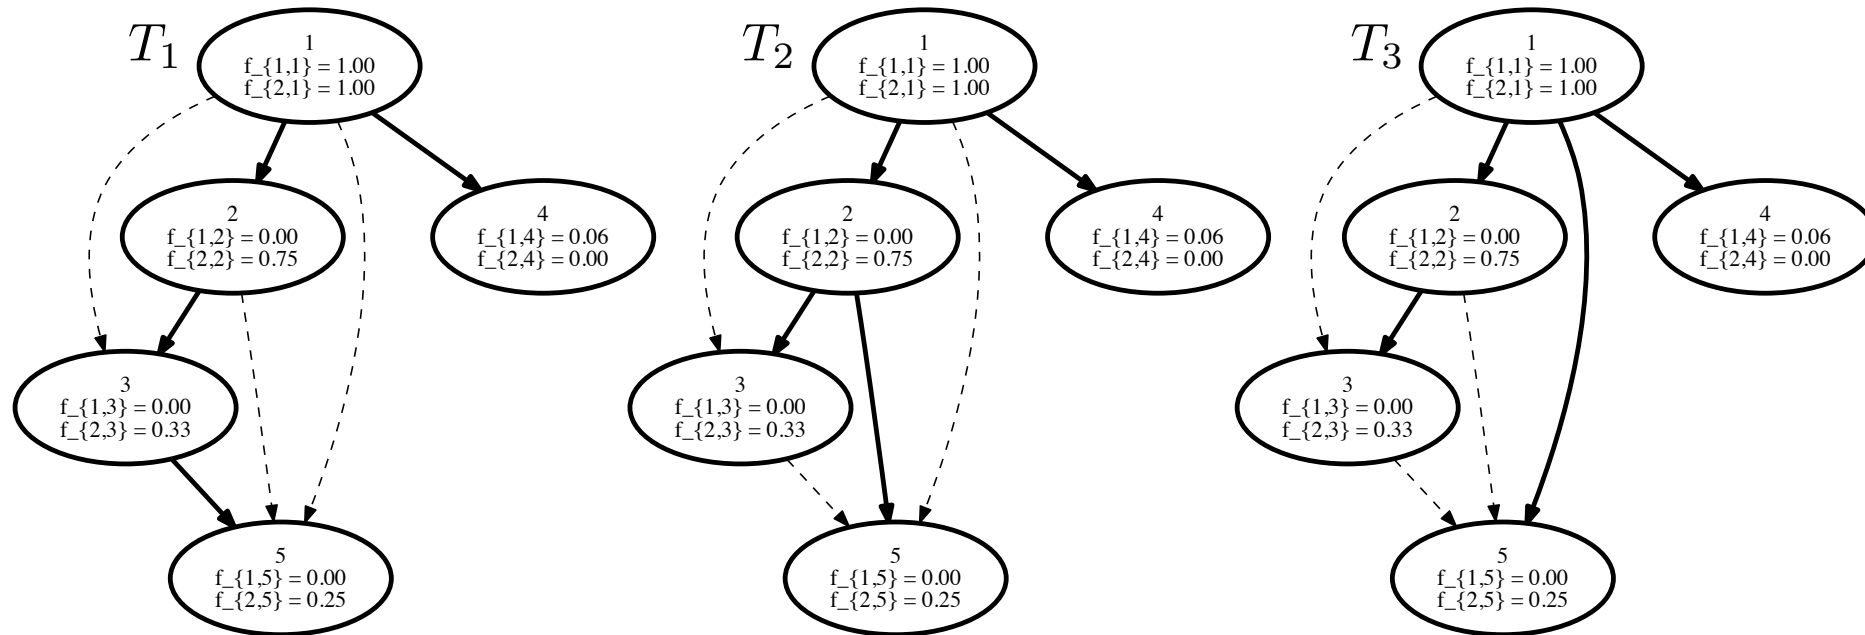 T_1
1
f_{1,1} = 1.00
f_{2,1} = 1.00
2
f_{1,2} = 0.00
f_{2,2} = 0.75
4
f_{1,4} = 0.06
f_{2,4} = 0.00
3
f_{1,3} = 0.00
f_{2,3} = 0.33
5
f_{1,5} = 0.00
f_{2,5} = 0.25
T_2
1
f_{1,1} = 1.00
f_{2,1} = 1.00
2
f_{1,2} = 0.00
f_{2,2} = 0.75
4
f_{1,4} = 0.06
f_{2,4} = 0.00
3
f_{1,3} = 0.00
f_{2,3} = 0.33
5
f_{1,5} = 0.00
f_{2,5} = 0.25
T_3
1
f_{1,1} = 1.00
f_{2,1} = 1.00
2
f_{1,2} = 0.00
f_{2,2} = 0.75
4
f_{1,4} = 0.06
f_{2,4} = 0.00
3
f_{1,3} = 0.00
f_{2,3} = 0.33
5
f_{1,5} = 0.00
f_{2,5} = 0.25